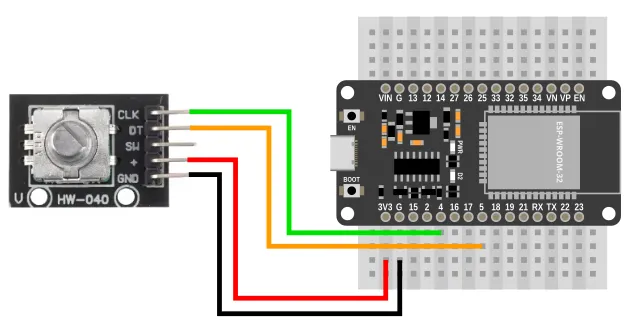 CLK
DT
SW
+
GND
HW-040
VIN G 13 12 14 27 26 25 33 32 35 34 VN VP EN
EN
PWR
ESP-WROOM-32
BOOT
D2
3V3 G 15 2 4 16 17 5 18 19 21 RX TX 22 23